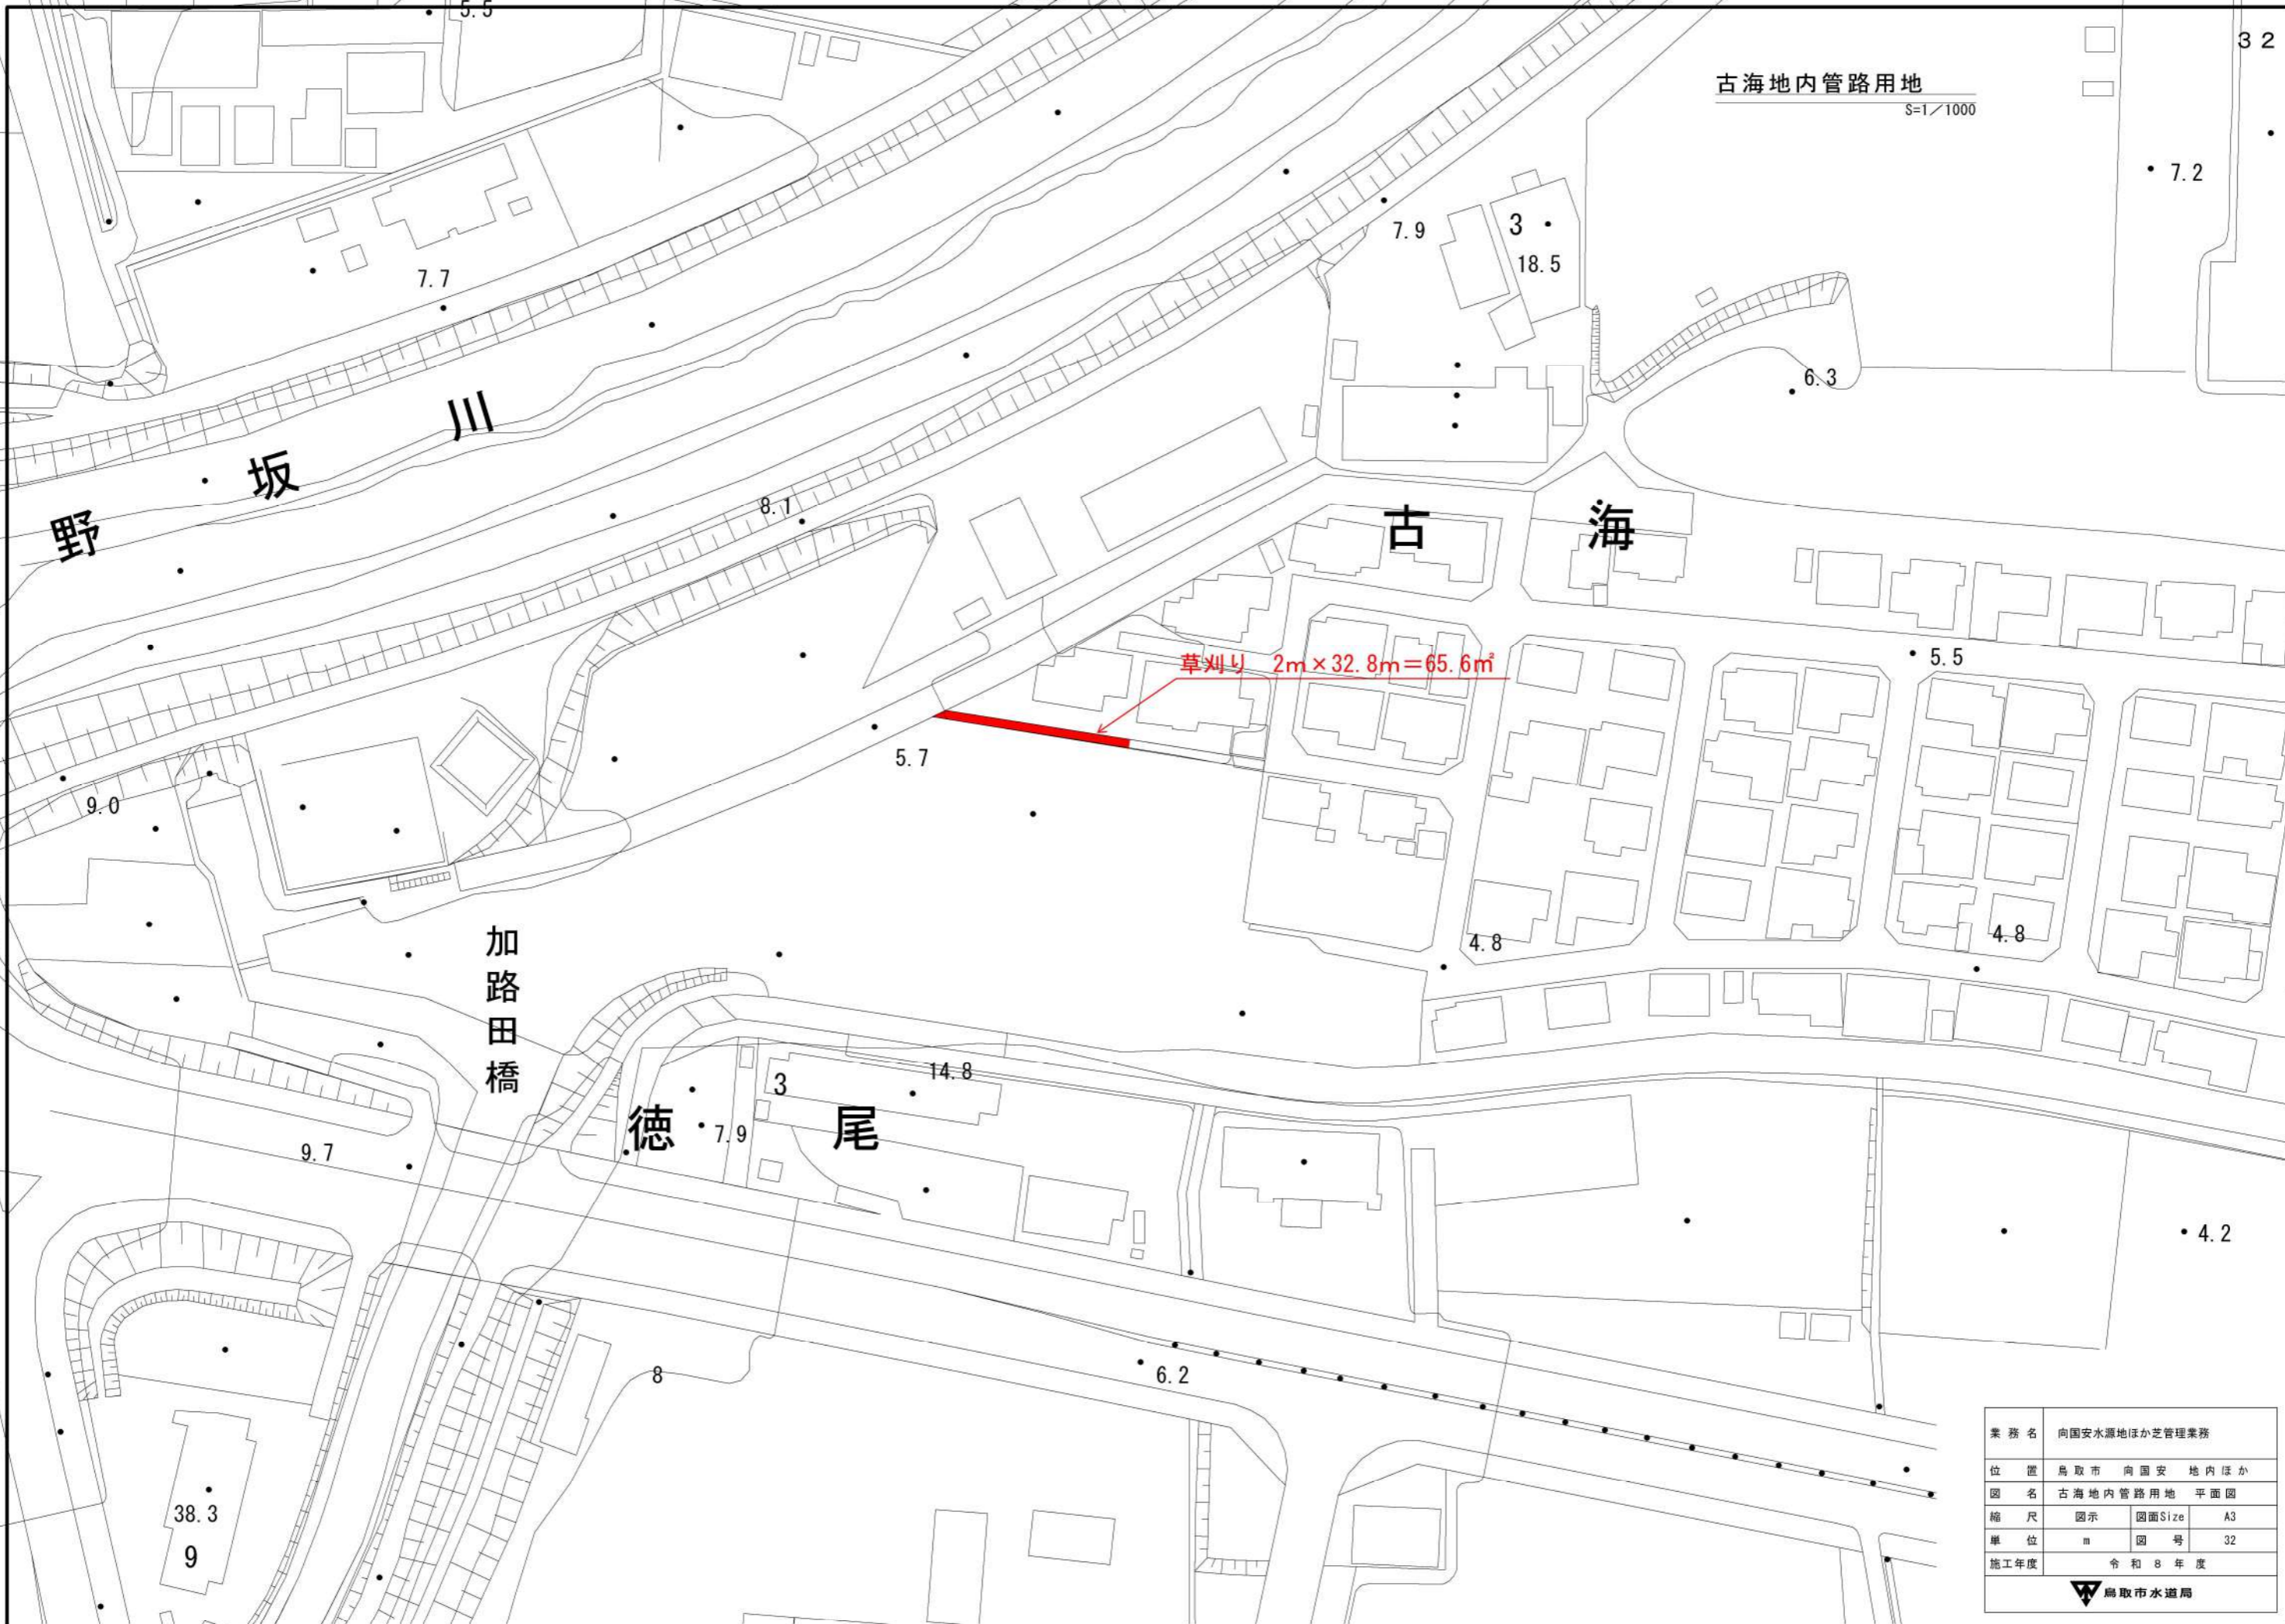 5.5
32
古海地内管路用地
S=1/1000
7.2
7.9
3
18.5
7.7
6.3
野坂川
8.1
古海
草刈り 2m×32.8m=65.6㎡
5.5
5.7
9.0
加路田橋
4.8
4.8
14.8
3
徳尾
7.9
9.7
4.2
8
6.2
38.3
9
業務名 向国安水源地ほか芝管理業務
位置 鳥取市 向国安 地内ほか
図名 古海地内管路用地 平面図
縮尺 図示 図面Size A3
単位 m 図号 32
施工年度 令和8年度
鳥取市水道局